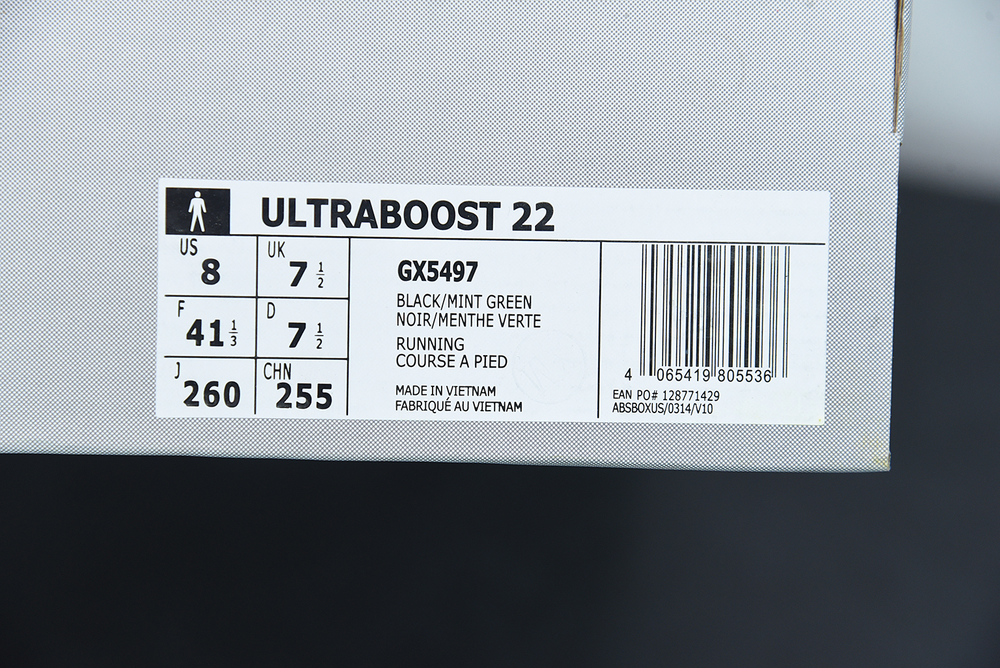 ULTRABOOST 22
US 8
UK 7 1/2
F 41 1/3
D 7 1/2
J 260
CHN 255
GX5497
BLACK/MINT GREEN
NOIR/MENTHE VERTE
RUNNING
COURSE A PIED
MADE IN VIETNAM
FABRIQUÉ AU VIETNAM
4 065419 805536
EAN PO# 128771429
ABSBOXUS/0314/V10